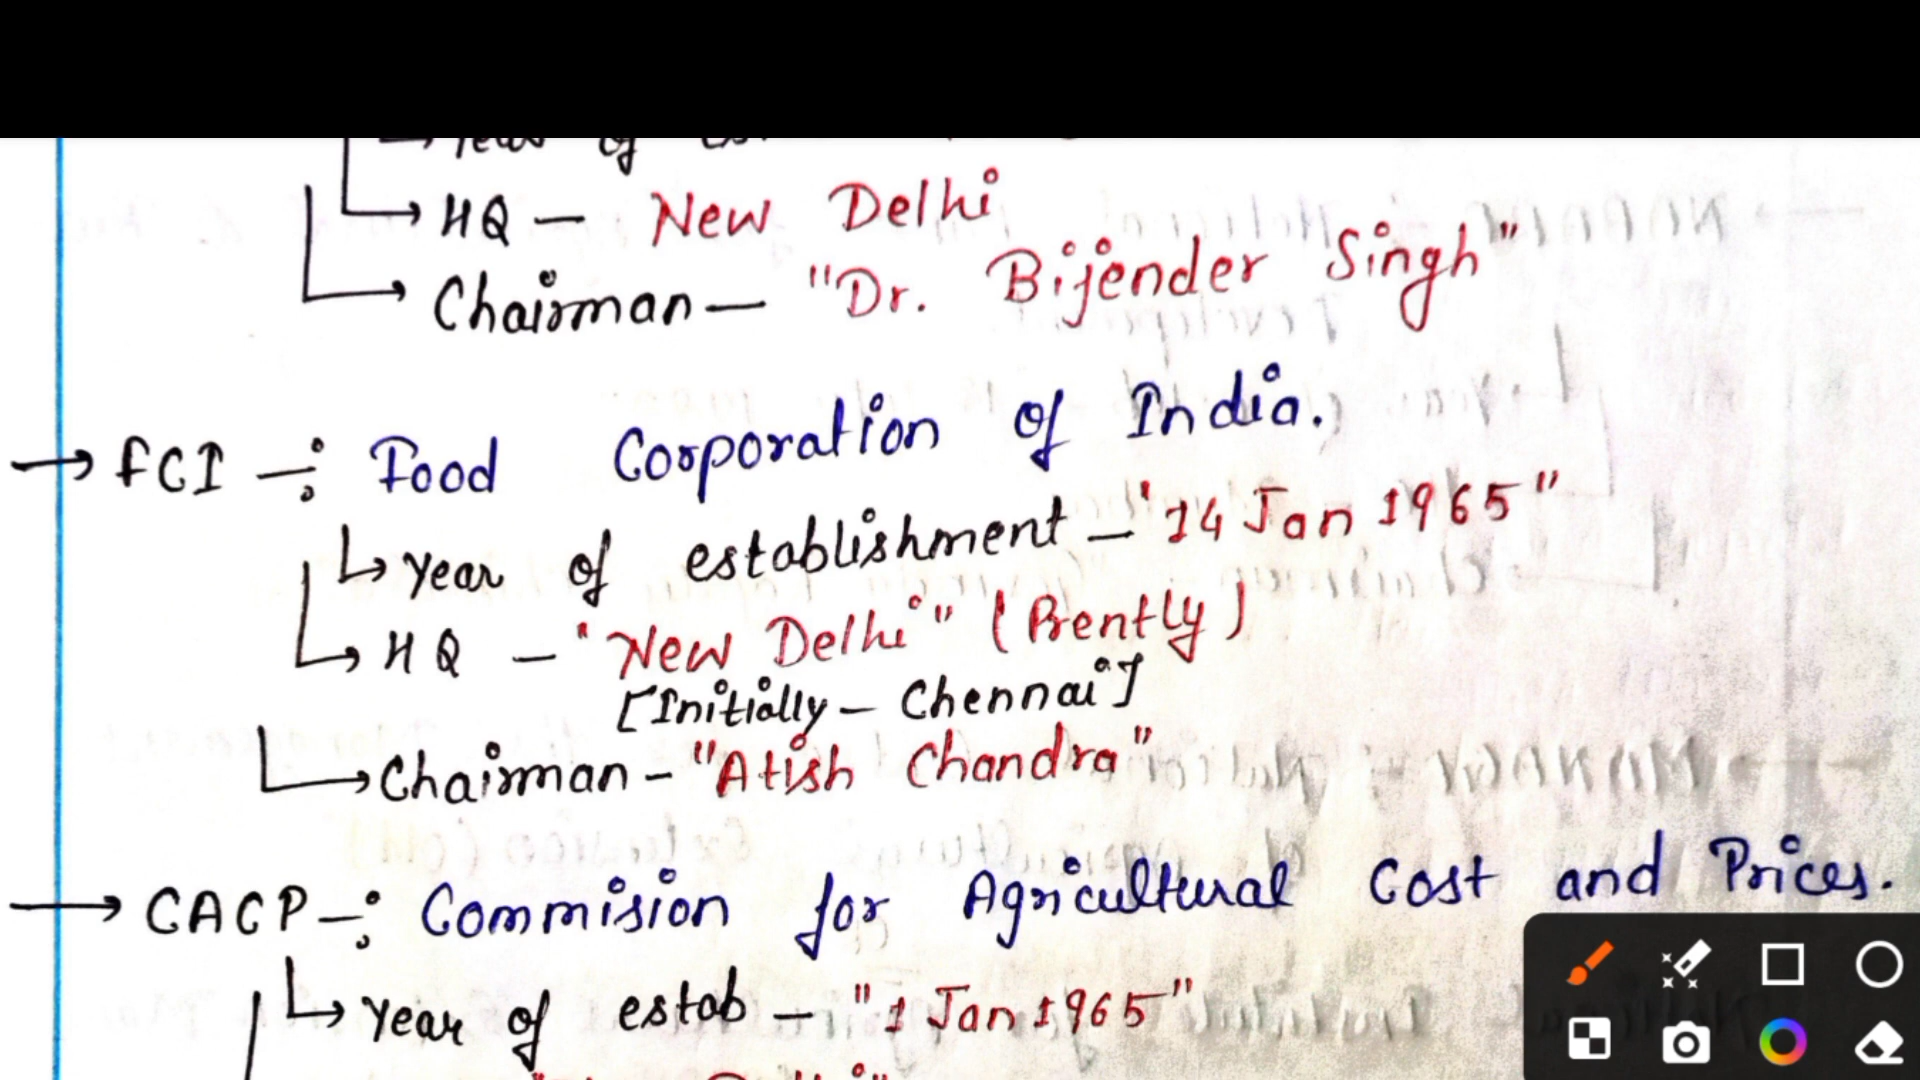 Year of
HQ – New Delhi
Chairman – "Dr. Bijender Singh"
→ FCI –: Food Corporation of India.
Year of establishment – "14 Jan 1965"
HQ – "New Delhi" (Prently)
[Initially – Chennai]
Chairman – "Atish Chandra"
→ CACP –: Commision for Agricultural Cost and Prices.
Year of estab – "1 Jan 1965"